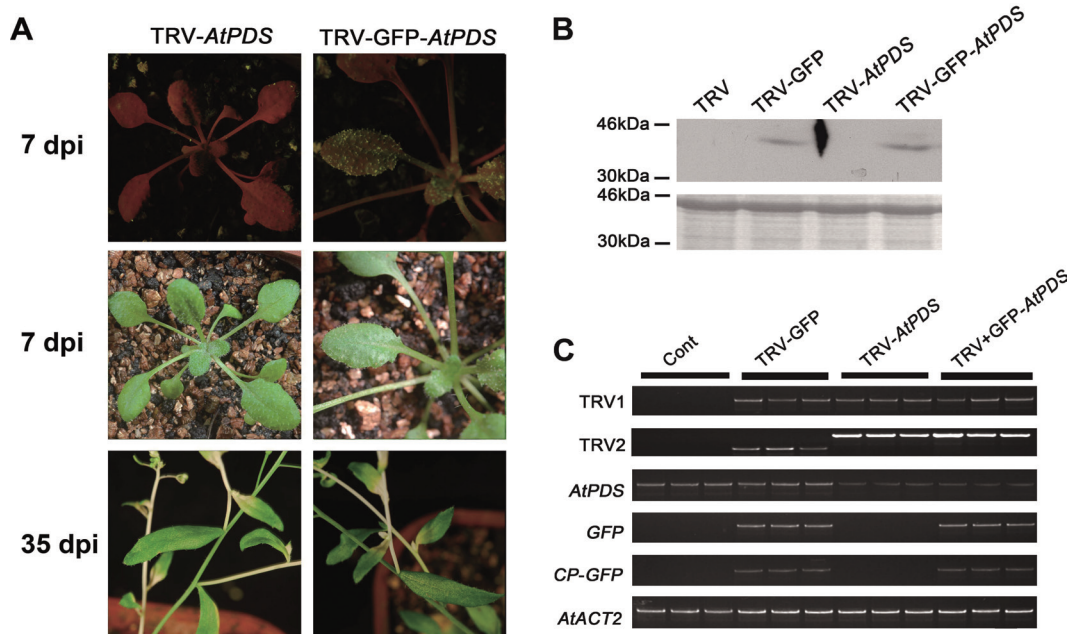 A
TRV-AtPDS TRV-GFP-AtPDS
7 dpi
7 dpi
35 dpi
B
TRV TRV-GFP TRV-AtPDS TRV-GFP-AtPDS
46kDa
30kDa
46kDa
30kDa
C
Cont TRV-GFP TRV-AtPDS TRV+GFP-AtPDS
TRV1
TRV2
AtPDS
GFP
CP-GFP
AtACT2